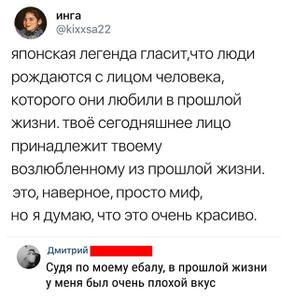 инга
@kixxsa22
японская легенда гласит,что люди
рождаются с лицом человека,
которого они любили в прошлой
жизни. твоё сегодняшнее лицо
принадлежит твоему
возлюбленному из прошлой жизни.
это, наверное, просто миф,
но я думаю, что это очень красиво.
Дмитрий
Судя по моему ебалу, в прошлой жизни
у меня был очень плохой вкус